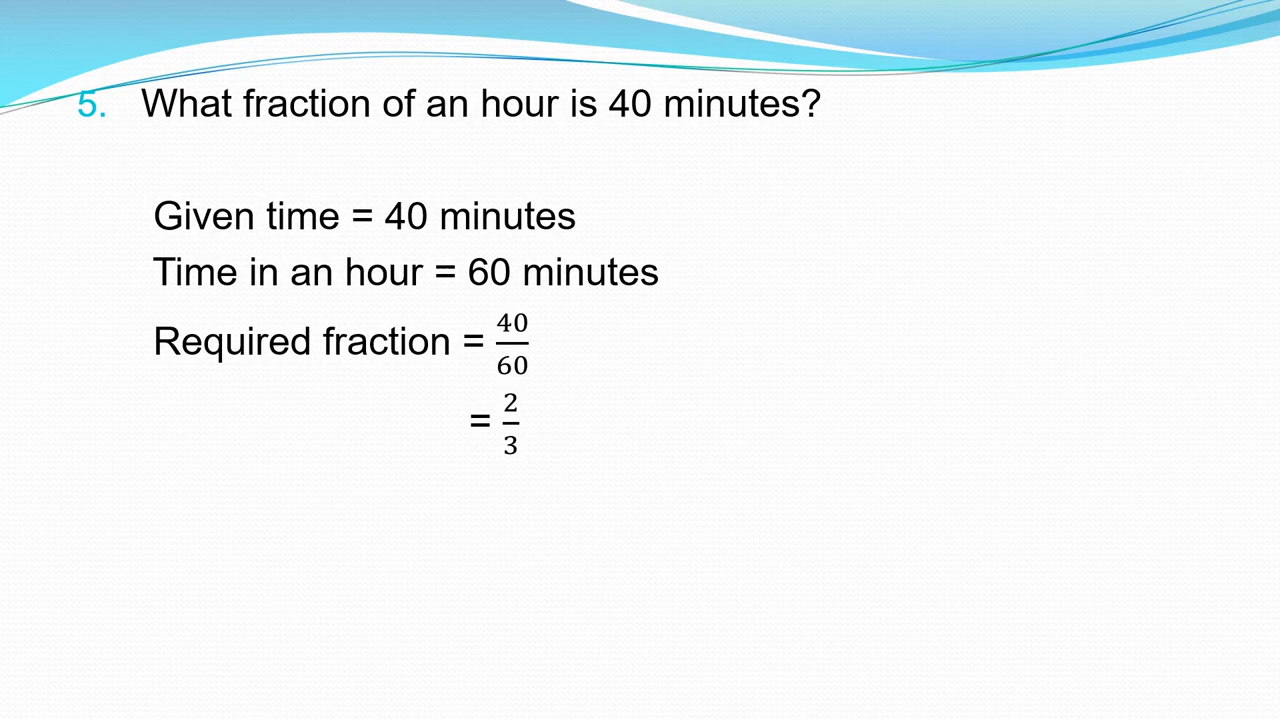 5. What fraction of an hour is 40 minutes?
Given time = 40 minutes
Time in an hour = 60 minutes
Required fraction = 40/60
= 2/3